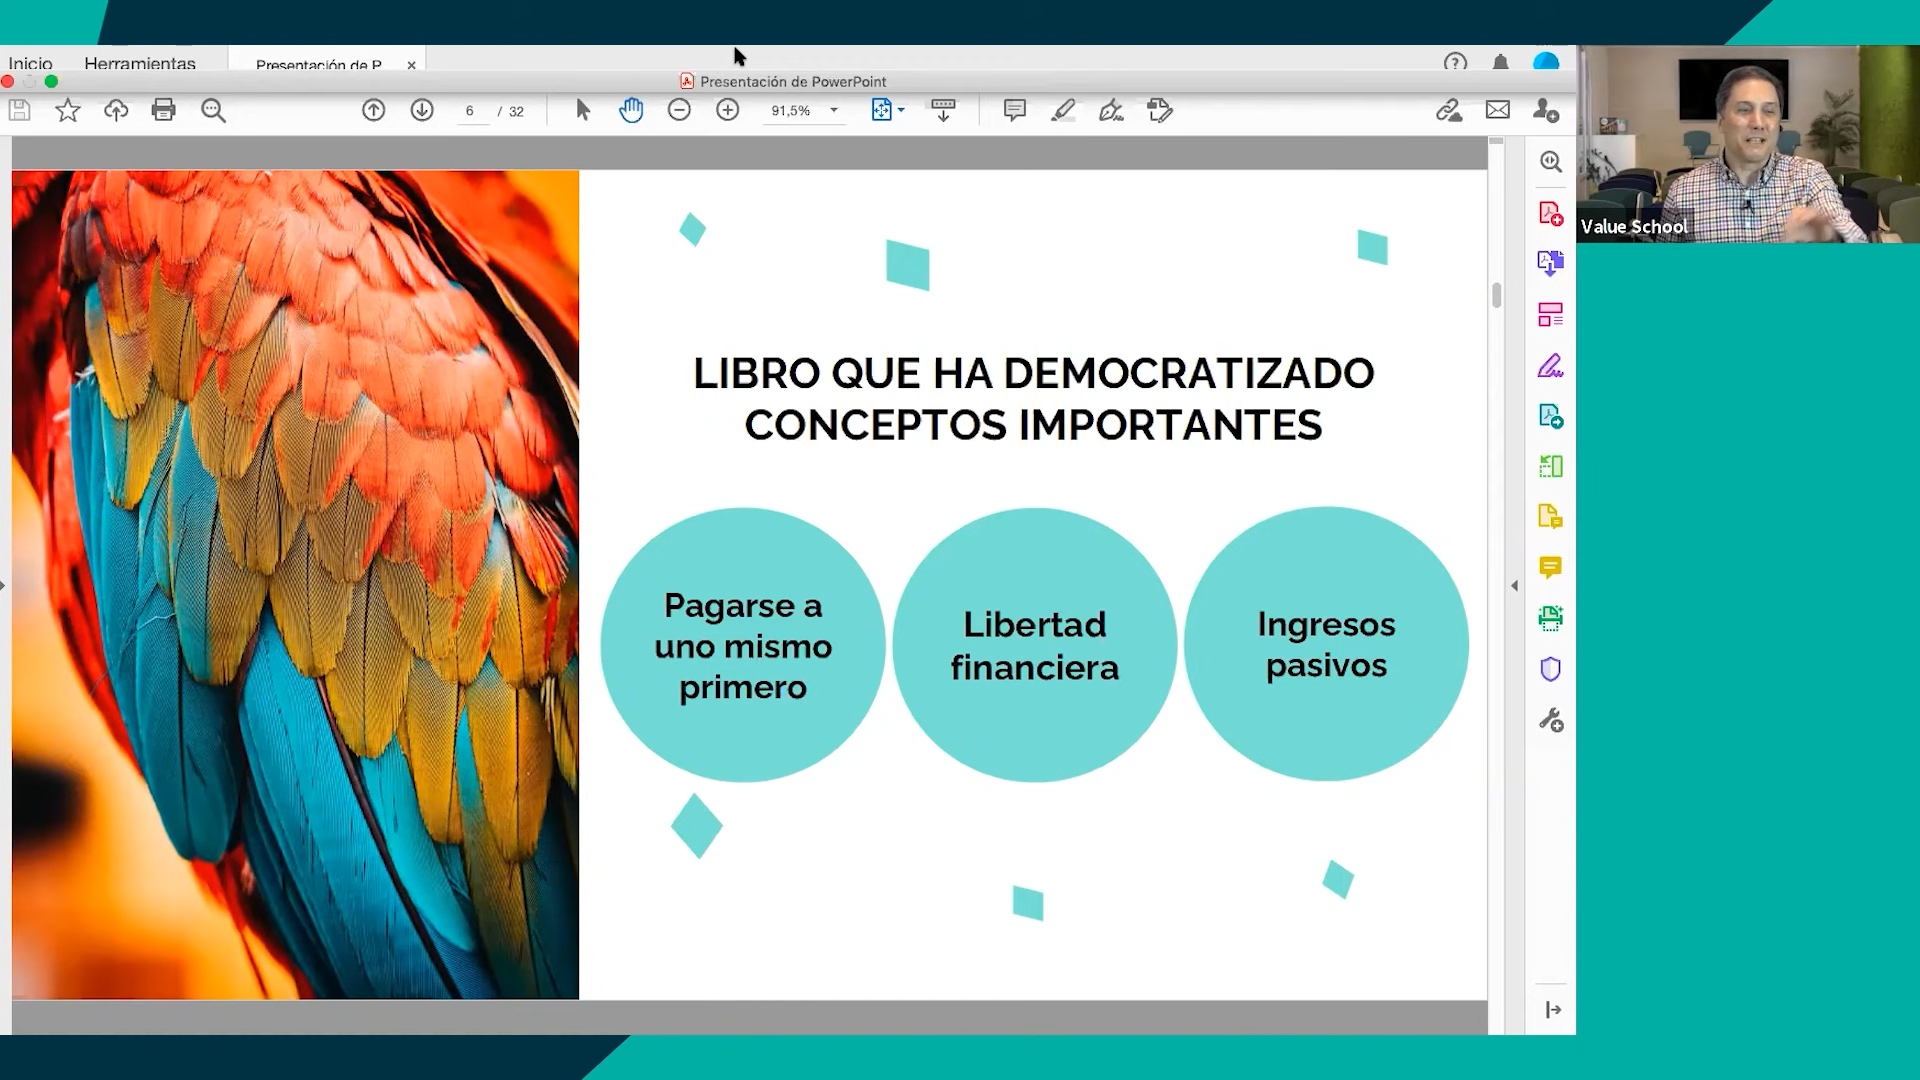 Inicio Herramientas Presentación de P... ×
Presentación de PowerPoint
6 / 32 91,5%
Value School
LIBRO QUE HA DEMOCRATIZADO
CONCEPTOS IMPORTANTES
Pagarse a
uno mismo
primero
Libertad
financiera
Ingresos
pasivos